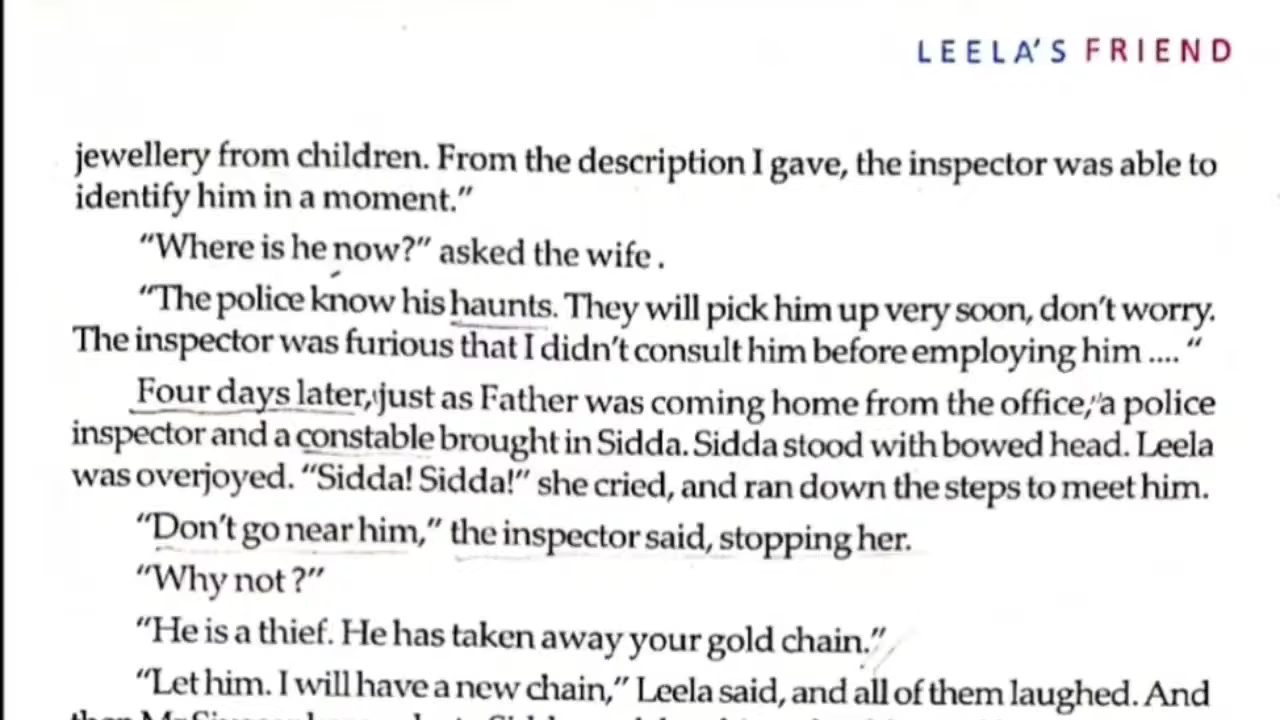 LEELA'S FRIEND
jewellery from children. From the description I gave, the inspector was able to
identify him in a moment."
"Where is he now?" asked the wife.
"The police know his haunts. They will pick him up very soon, don't worry.
The inspector was furious that I didn't consult him before employing him .... "
Four days later, just as Father was coming home from the office, a police
inspector and a constable brought in Sidda. Sidda stood with bowed head. Leela
was overjoyed. "Sidda! Sidda!" she cried, and ran down the steps to meet him.
"Don't go near him," the inspector said, stopping her.
"Why not?"
"He is a thief. He has taken away your gold chain."
"Let him. I will have a new chain," Leela said, and all of them laughed. And